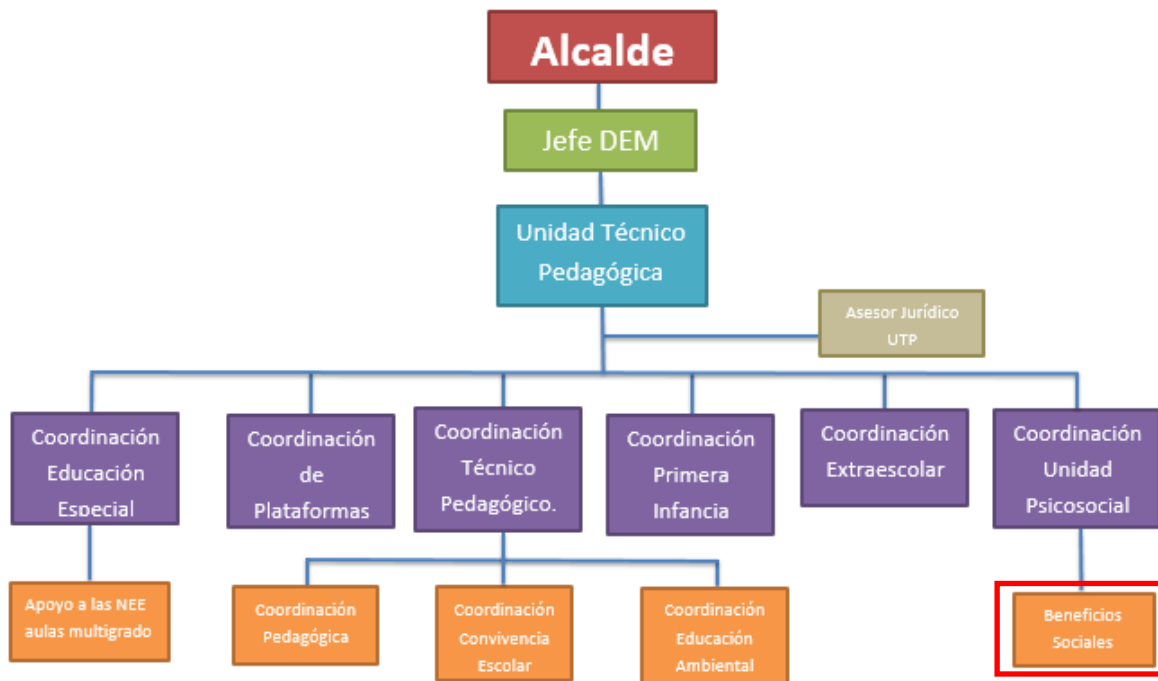 Alcalde
Jefe DEM
Unidad Técnico
Pedagógica
Asesor Jurídico
UTP
Coordinación
Educación
Especial
Coordinación
de
Plataformas
Coordinación
Técnico
Pedagógico.
Coordinación
Primera
Infancia
Coordinación
Extraescolar
Coordinación
Unidad
Psicosocial
Apoyo a las NEE
aulas multigrado
Coordinación
Pedagógica
Coordinación
Convivencia
Escolar
Coordinación
Educación
Ambiental
Beneficios
Sociales